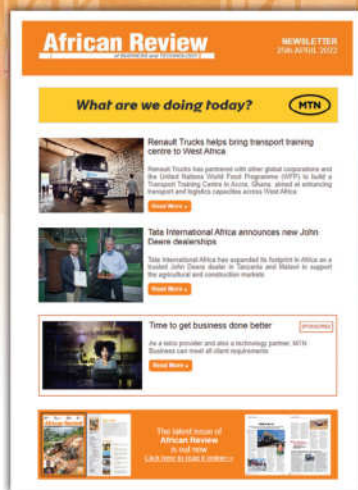 African Review
of BUSINESS and TECHNOLOGY
NEWSLETTER
25th APRIL 2022
What are we doing today?
MTN
Renault Trucks helps bring transport training
centre to West Africa
Renault Trucks has partnered with other global corporations and
the United Nations World Food Programme (WFP) to build a
Transport Training Centre in Accra, Ghana, aimed at enhancing
transport and logistics capacities across West Africa
Read More
Tata International Africa announces new John
Deere dealerships
Tata International Africa has expanded its footprint in Africa as a
trusted John Deere dealer in Tanzania and Malawi to support
the agricultural and construction markets
Read More
Time to get business done better
SPONSORED
As a telco provider and also a technology partner, MTN
Business can meet all client requirements
Read More
The latest issue of
African Review
is out now
Click here to read it online
African Review